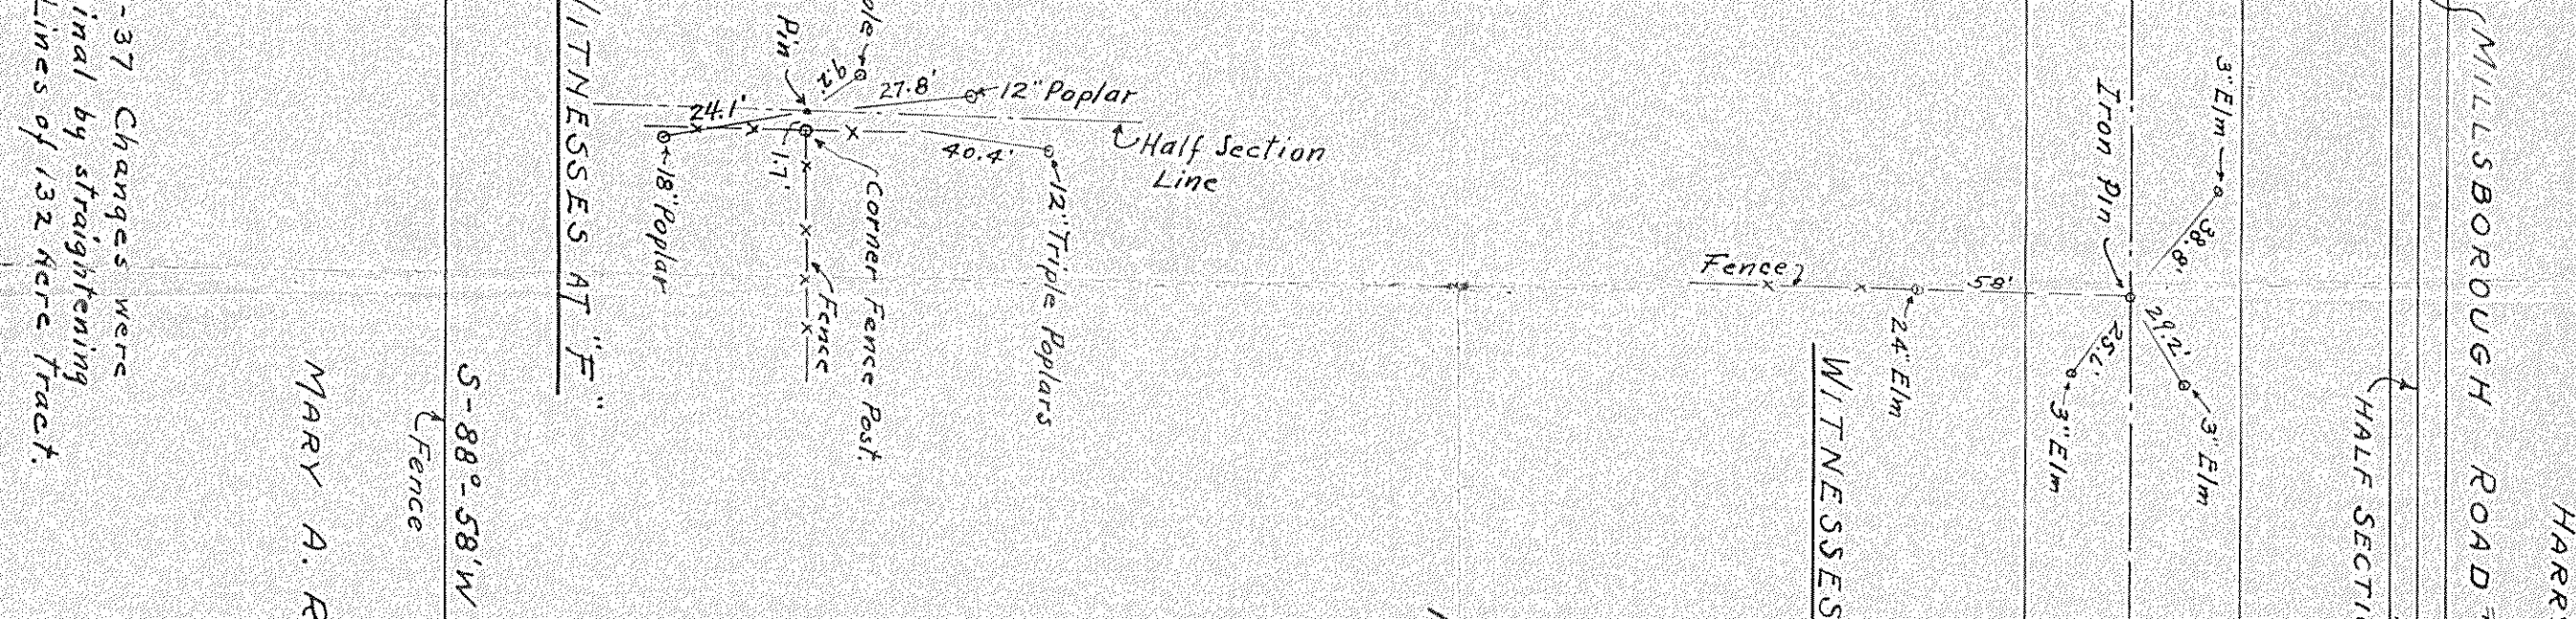 HARR
MILLSBOROUGH ROAD
HALF SECTI
3" Elm
38.8'
Iron Pin
29.2'
3" Elm
25.6'
3" Elm
58'
24" Elm
Fence
WITNESSES
Half Section
Line
12" Poplar
27.8'
40.4'
12" Triple Poplars
9.2'
Pin
24.1'
1.7'
Corner Fence Post.
Fence
18" Poplar
ITNESSES AT "F"
S-88°-58'W
Fence
MARY A. R
-37 Changes were
inal by straightening
Lines of 132 Acre Tract.